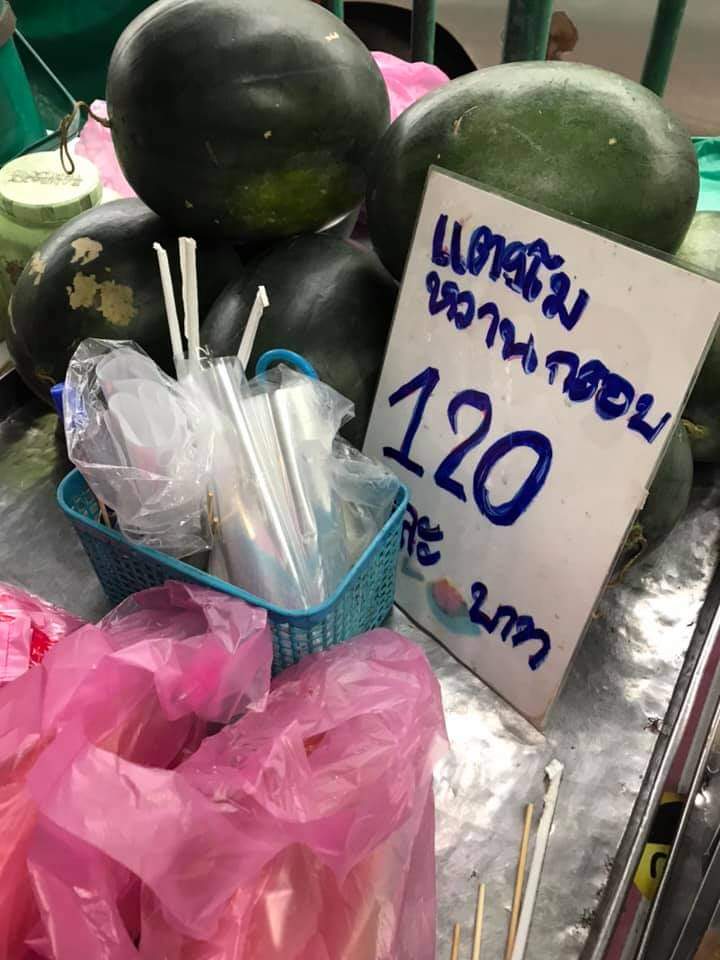 แตงโม
หวาน กรอบ
120
ละ บาท